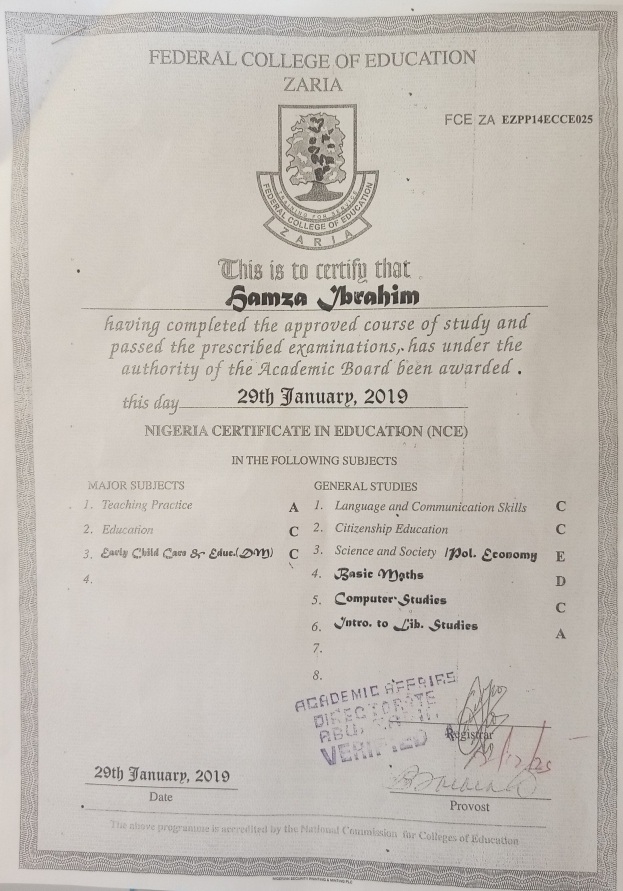 FEDERAL COLLEGE OF EDUCATION
ZARIA
FCE ZA EZPP14ECCE025
TRAINING FOR SERVICE
FEDERAL COLLEGE OF EDUCATION
ZARIA
This is to certify that
Hamza Ibrahim
having completed the approved course of study and
passed the prescribed examinations, has under the
authority of the Academic Board been awarded.
this day 29th January, 2019
NIGERIA CERTIFICATE IN EDUCATION (NCE)
IN THE FOLLOWING SUBJECTS
MAJOR SUBJECTS
1. Teaching Practice A
2. Education C
3. Early Child Care & Educ.(DM) C
4.
GENERAL STUDIES
1. Language and Communication Skills C
2. Citizenship Education C
3. Science and Society /Pol. Economy E
4. Basic Maths D
5. Computer Studies C
6. Intro. to Lib. Studies A
7.
8.
ACADEMIC AFFAIRS
DIRECTORATE
ABU,
VERIFIED
Registrar
29th January, 2019
Date
Provost
The above programme is accredited by the National Commission for Colleges of Education